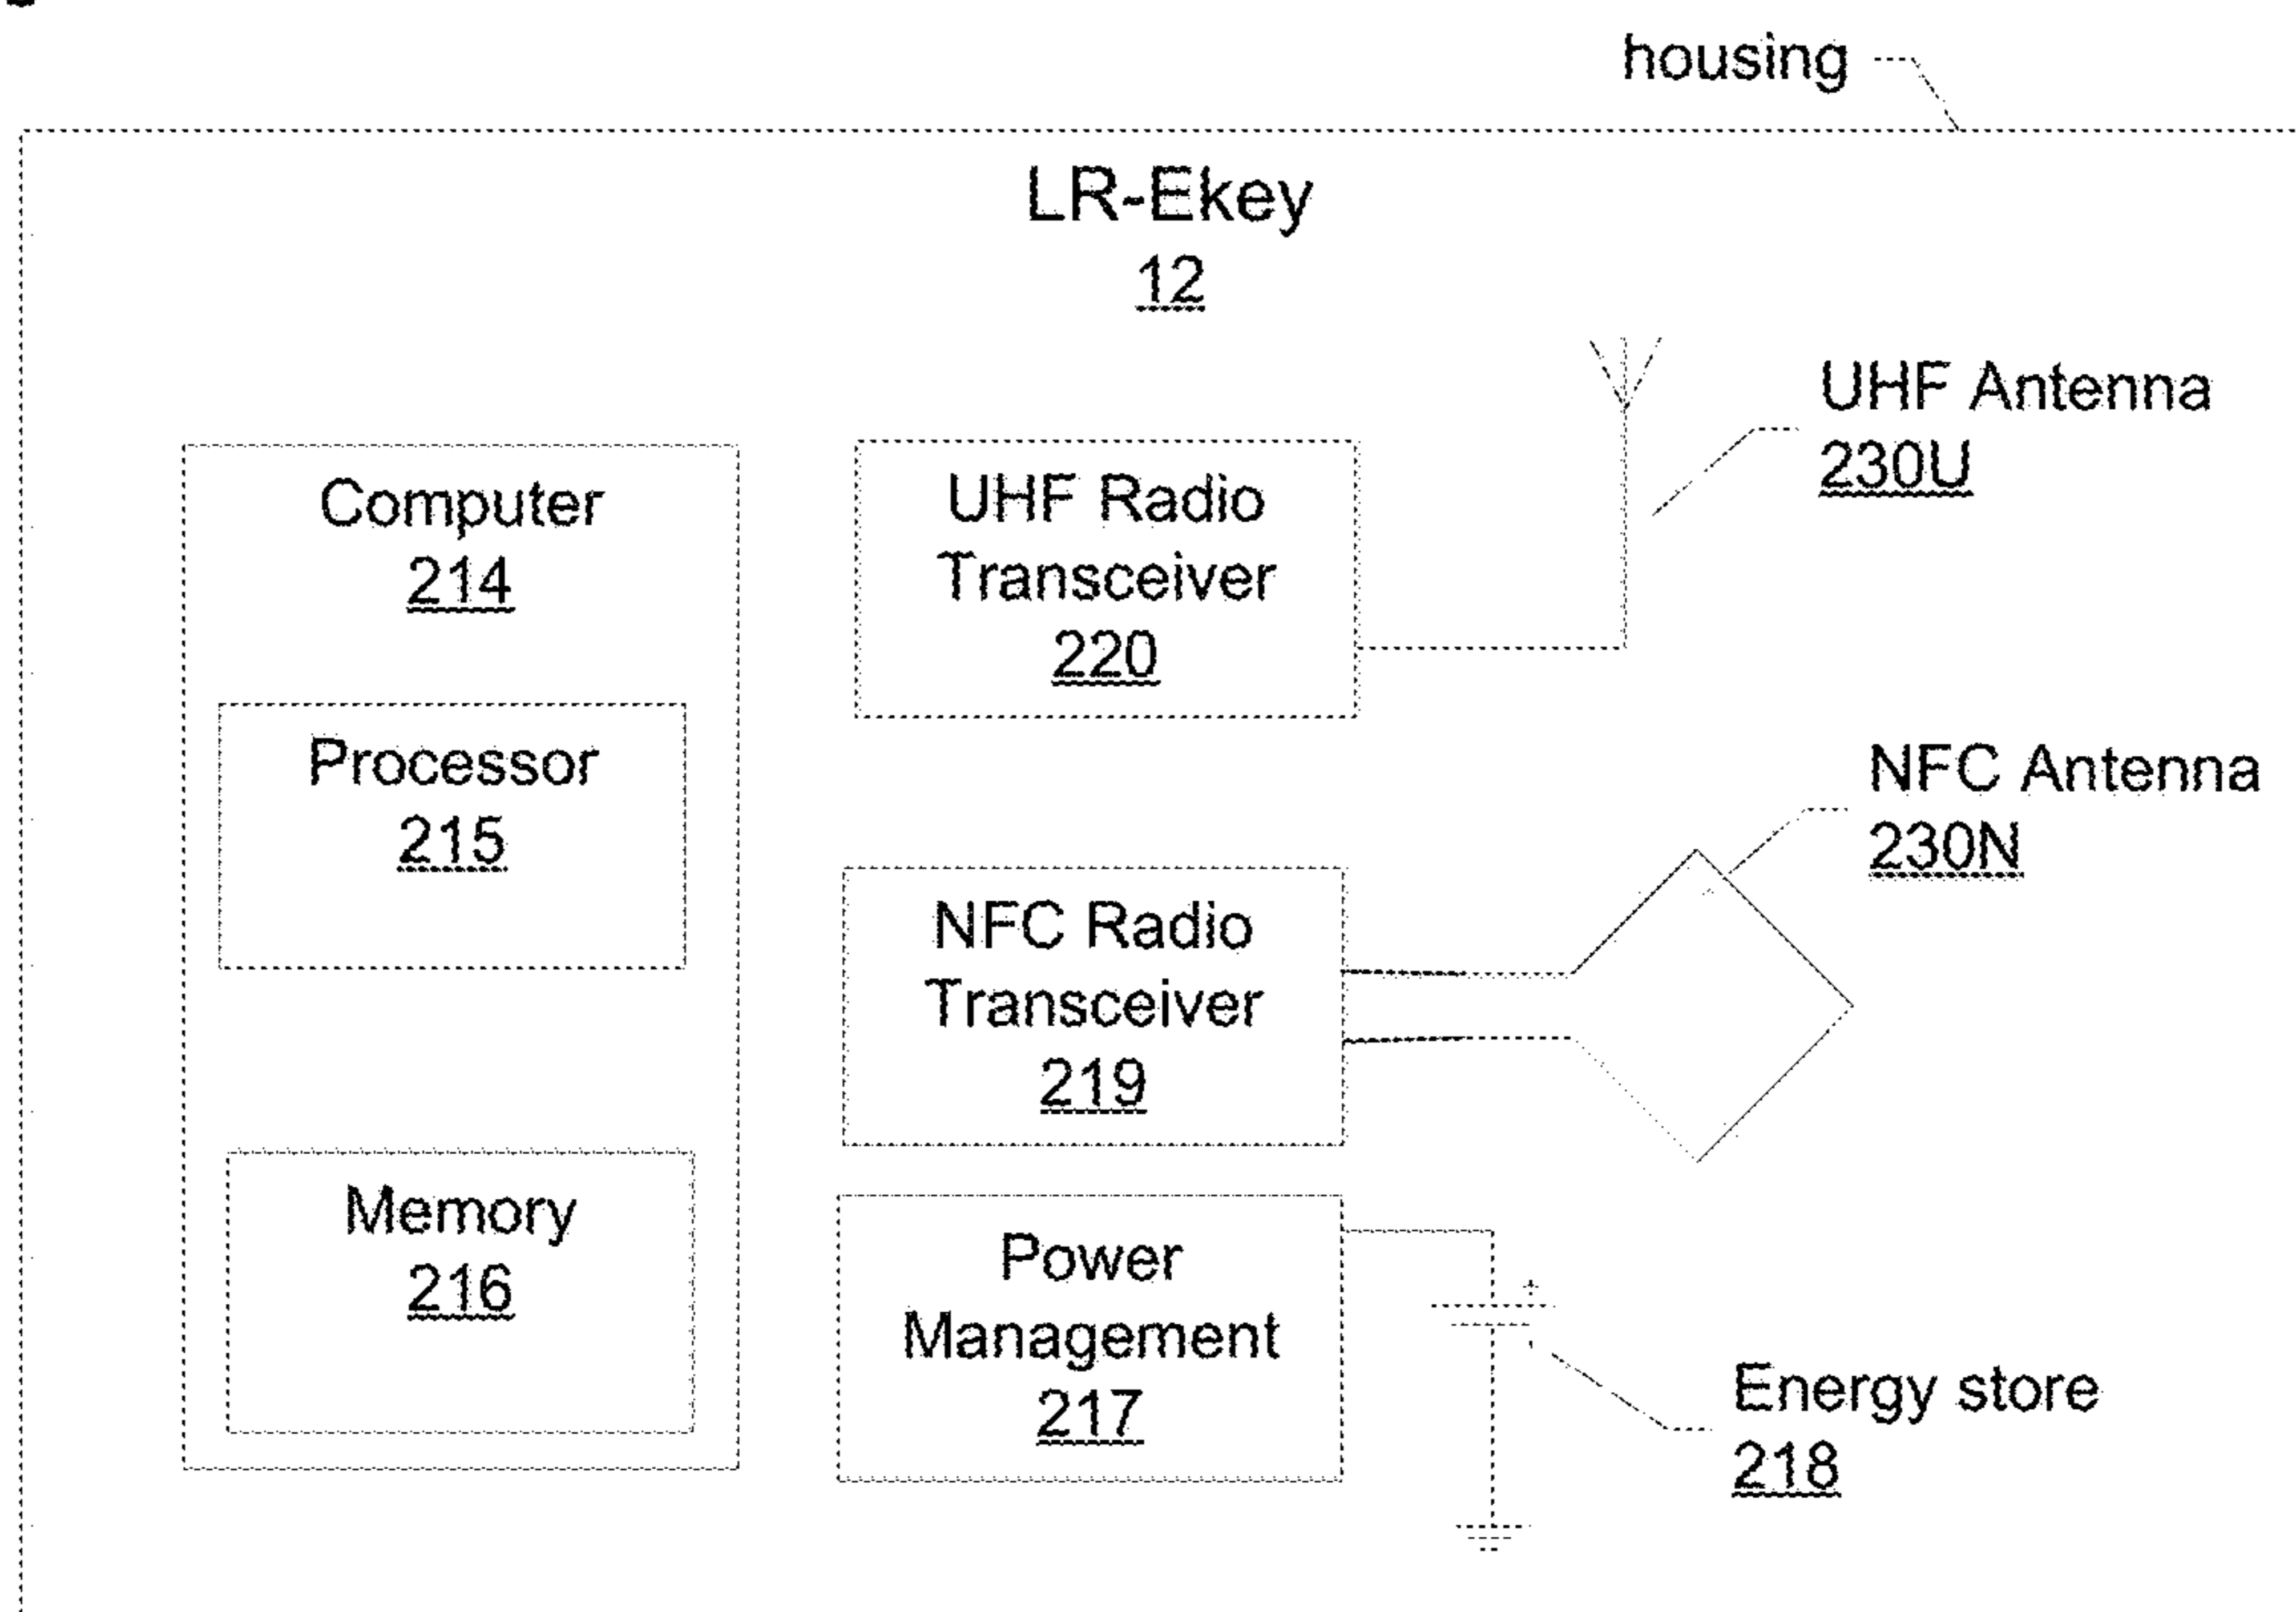 housing
LR-Ekey
12
UHF Antenna
230U
Computer
214
UHF Radio
Transceiver
220
Processor
215
NFC Antenna
230N
NFC Radio
Transceiver
219
Memory
216
Power
Management
217
Energy store
218